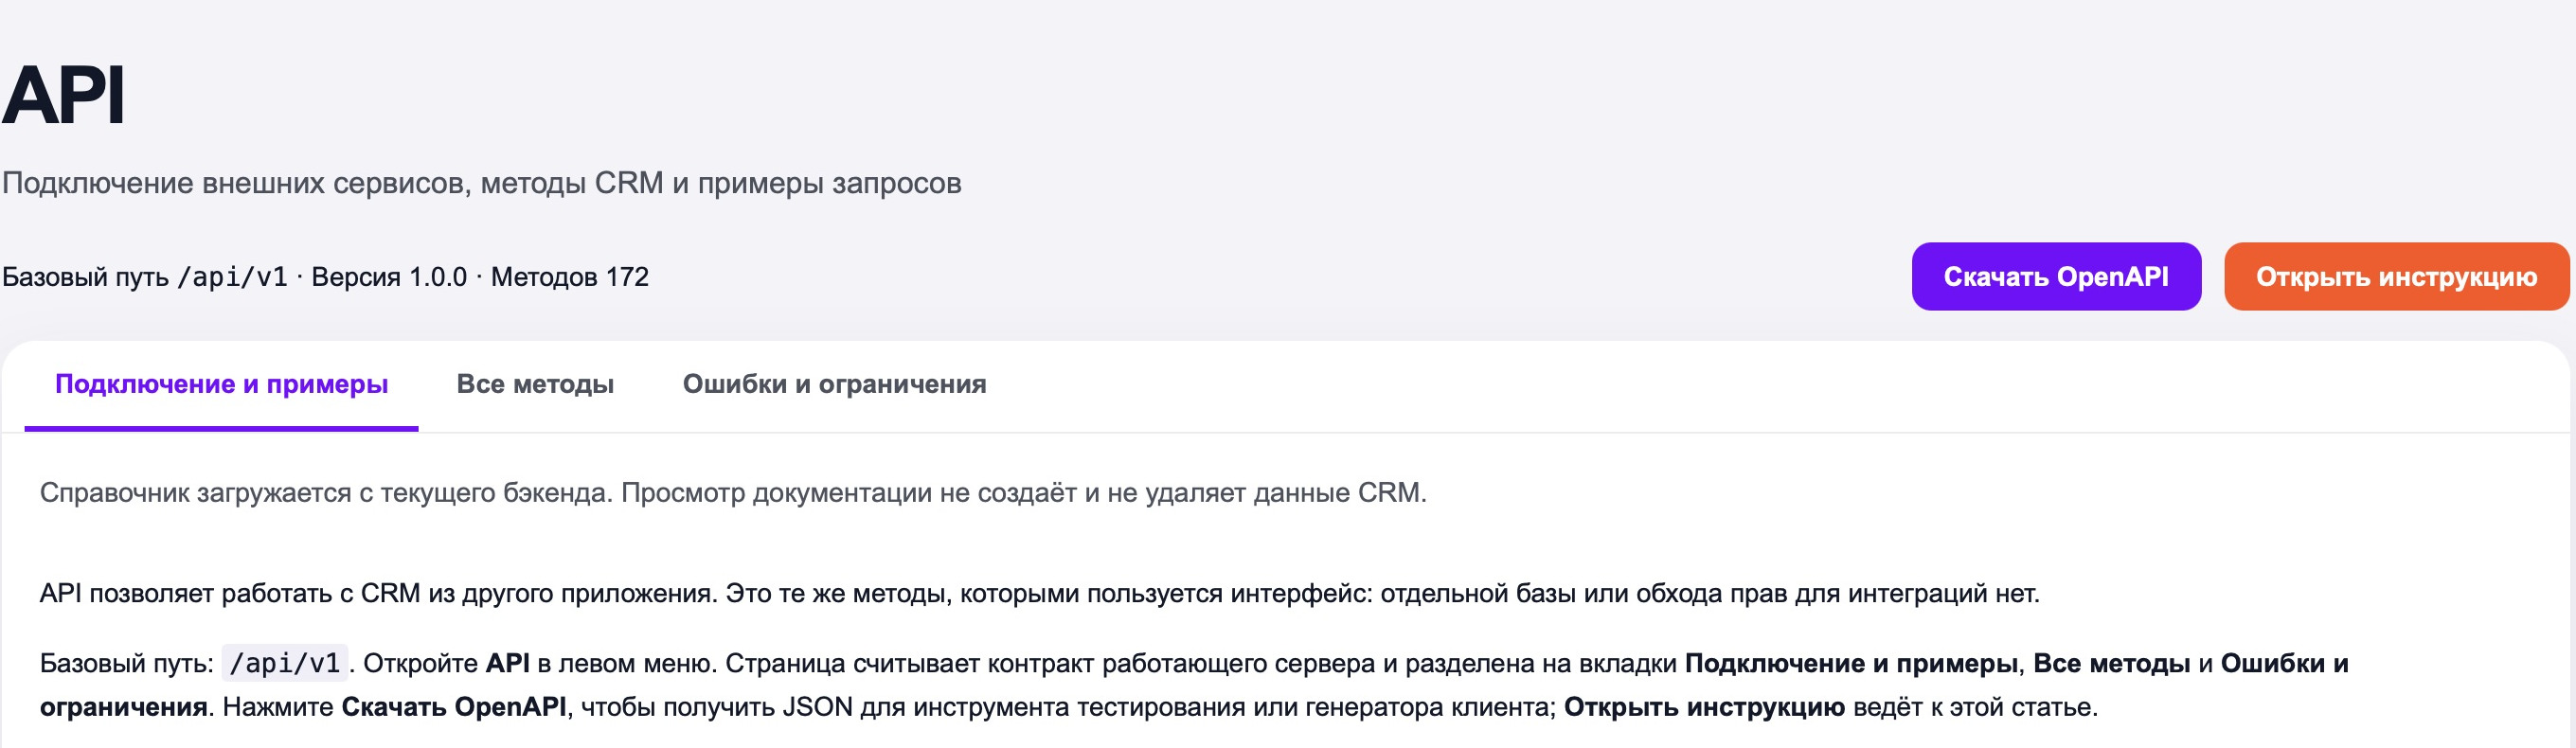 API
Подключение внешних сервисов, методы CRM и примеры запросов
Базовый путь /api/v1 · Версия 1.0.0 · Методов 172
Скачать OpenAPI
Открыть инструкцию
Подключение и примеры
Все методы
Ошибки и ограничения
Справочник загружается с текущего бэкенда. Просмотр документации не создаёт и не удаляет данные CRM.
API позволяет работать с CRM из другого приложения. Это те же методы, которыми пользуется интерфейс: отдельной базы или обхода прав для интеграций нет.
Базовый путь: /api/v1. Откройте API в левом меню. Страница считывает контракт работающего сервера и разделена на вкладки Подключение и примеры, Все методы и Ошибки и
ограничения. Нажмите Скачать OpenAPI, чтобы получить JSON для инструмента тестирования или генератора клиента; Открыть инструкцию ведёт к этой статье.